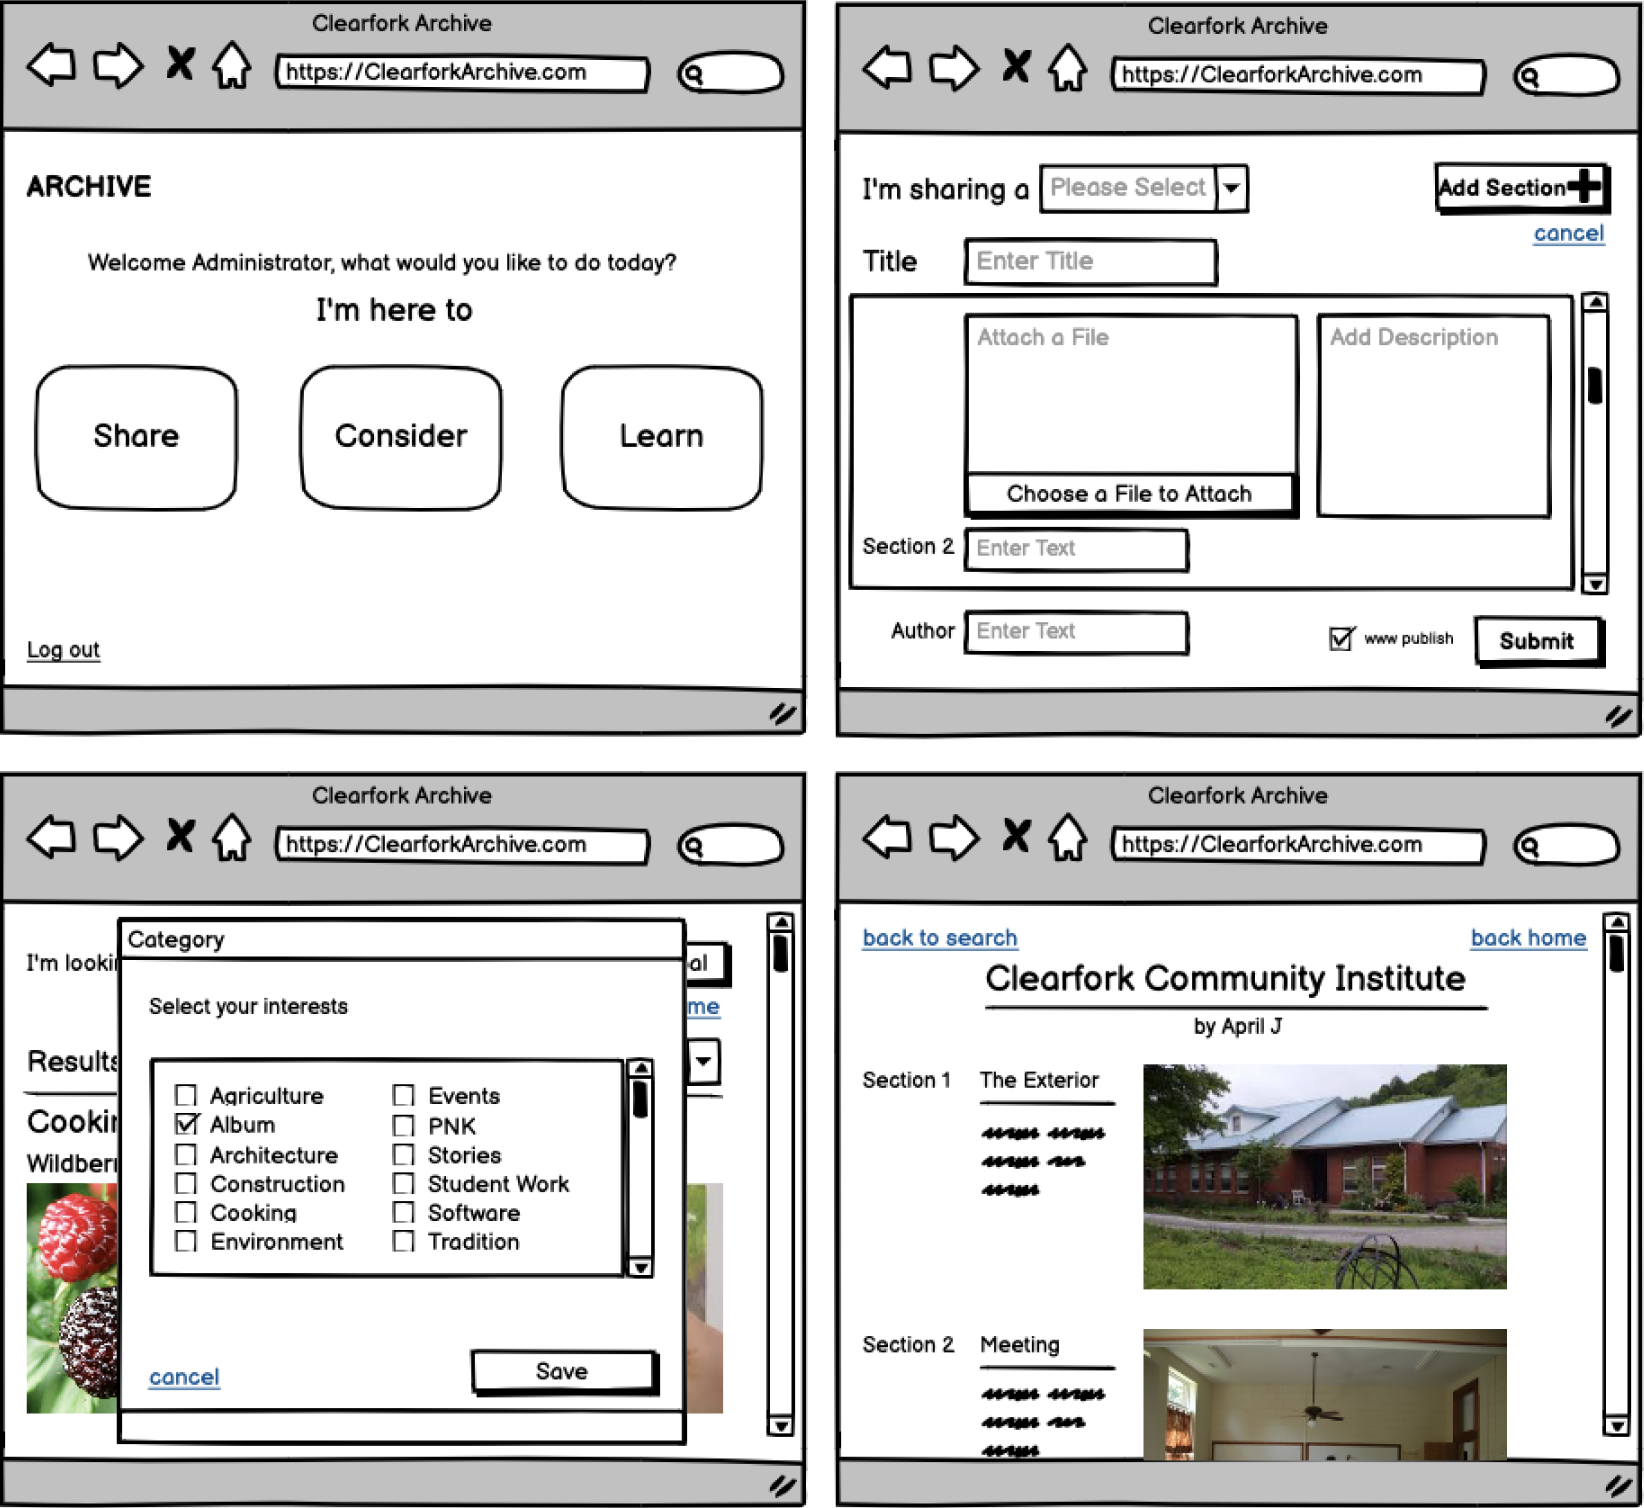 Clearfork Archive
https://ClearforkArchive.com
ARCHIVE
Welcome Administrator, what would you like to do today?
I'm here to
Share Consider Learn
Log out
Clearfork Archive
https://ClearforkArchive.com
I'm sharing a Please Select Add Section
cancel
Title Enter Title
Attach a File Add Description
Choose a File to Attach
Section 2 Enter Text
Author Enter Text www publish Submit
Clearfork Archive
https://ClearforkArchive.com
Category
I'm lookin al
Select your interests me
Results
Agriculture Events
Cookin Album PNK
Wildberr Architecture Stories
Construction Student Work
Cooking Software
Environment Tradition
cancel Save
Clearfork Archive
https://ClearforkArchive.com
back to search back home
Clearfork Community Institute
by April J
Section 1 The Exterior
Section 2 Meeting